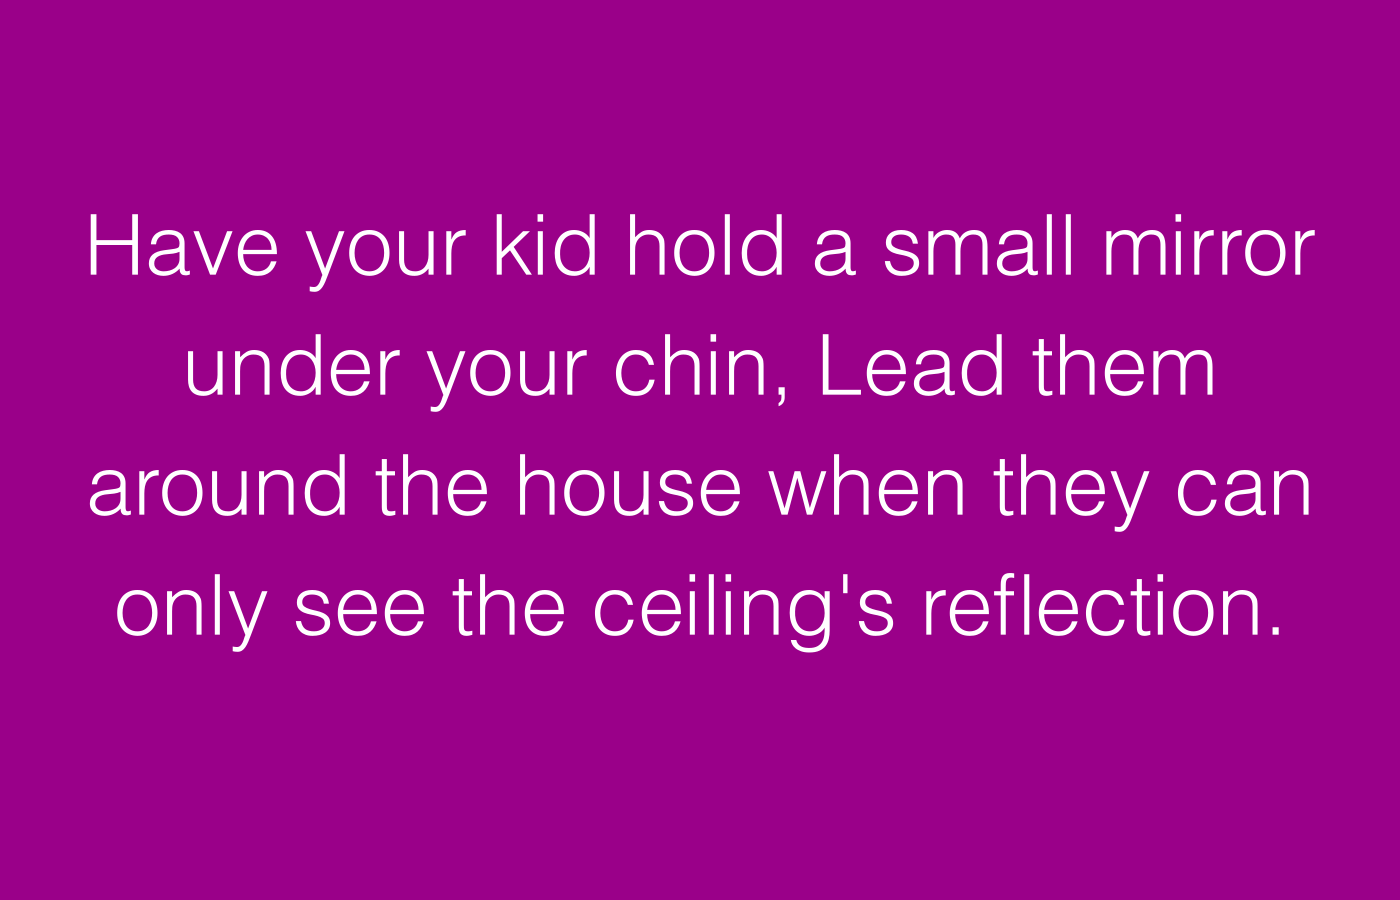 Have your kid hold a small mirror
under your chin, Lead them
around the house when they can
only see the ceiling's reflection.